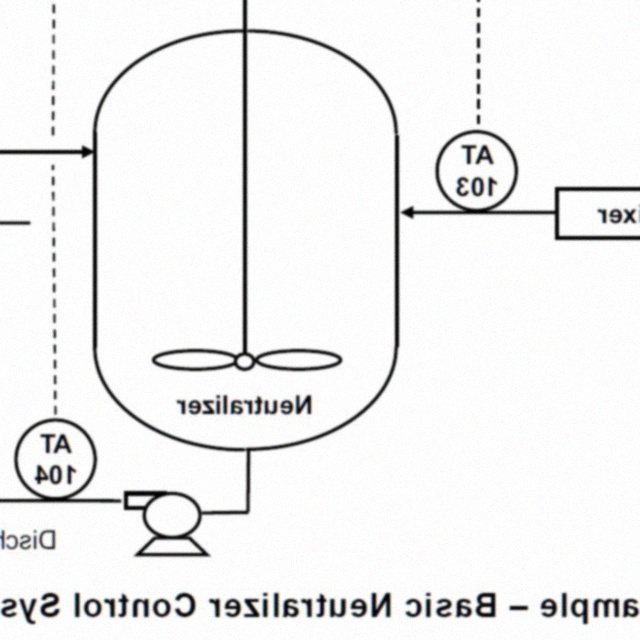 AT
103
ixer
Neutralizer
AT
104
Disch
ample – Basic Neutralizer Control Sys